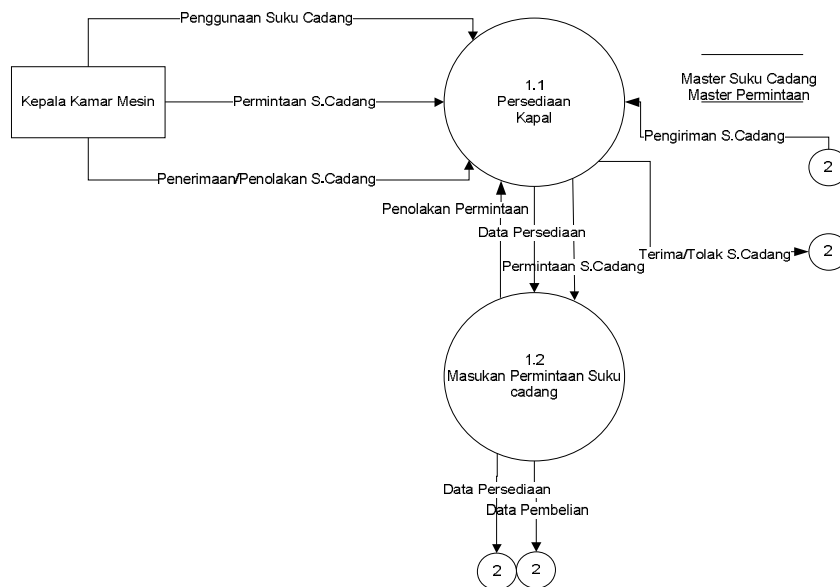 Penggunaan Suku Cadang
Kepala Kamar Mesin
Permintaan S.Cadang
Penerimaan/Penolakan S.Cadang
1.1
Persediaan
Kapal
Master Suku Cadang
Master Permintaan
Pengiriman S.Cadang
2
Penolakan Permintaan
Data Persediaan
Permintaan S.Cadang
Terima/Tolak S.Cadang
2
1.2
Masukan Permintaan Suku
cadang
Data Persediaan
Data Pembelian
2
2